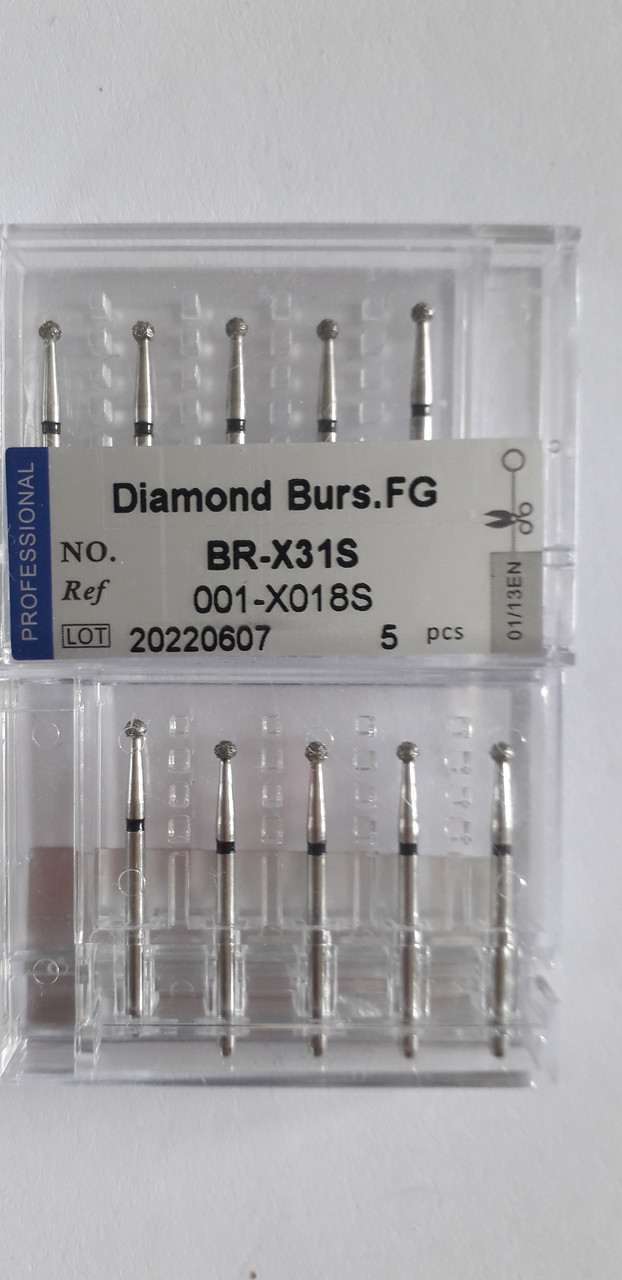 PROFESSIONAL
Diamond Burs.FG
NO. BR-X31S
Ref 001-X018S
LOT 20220607 5 pcs
01/13EN